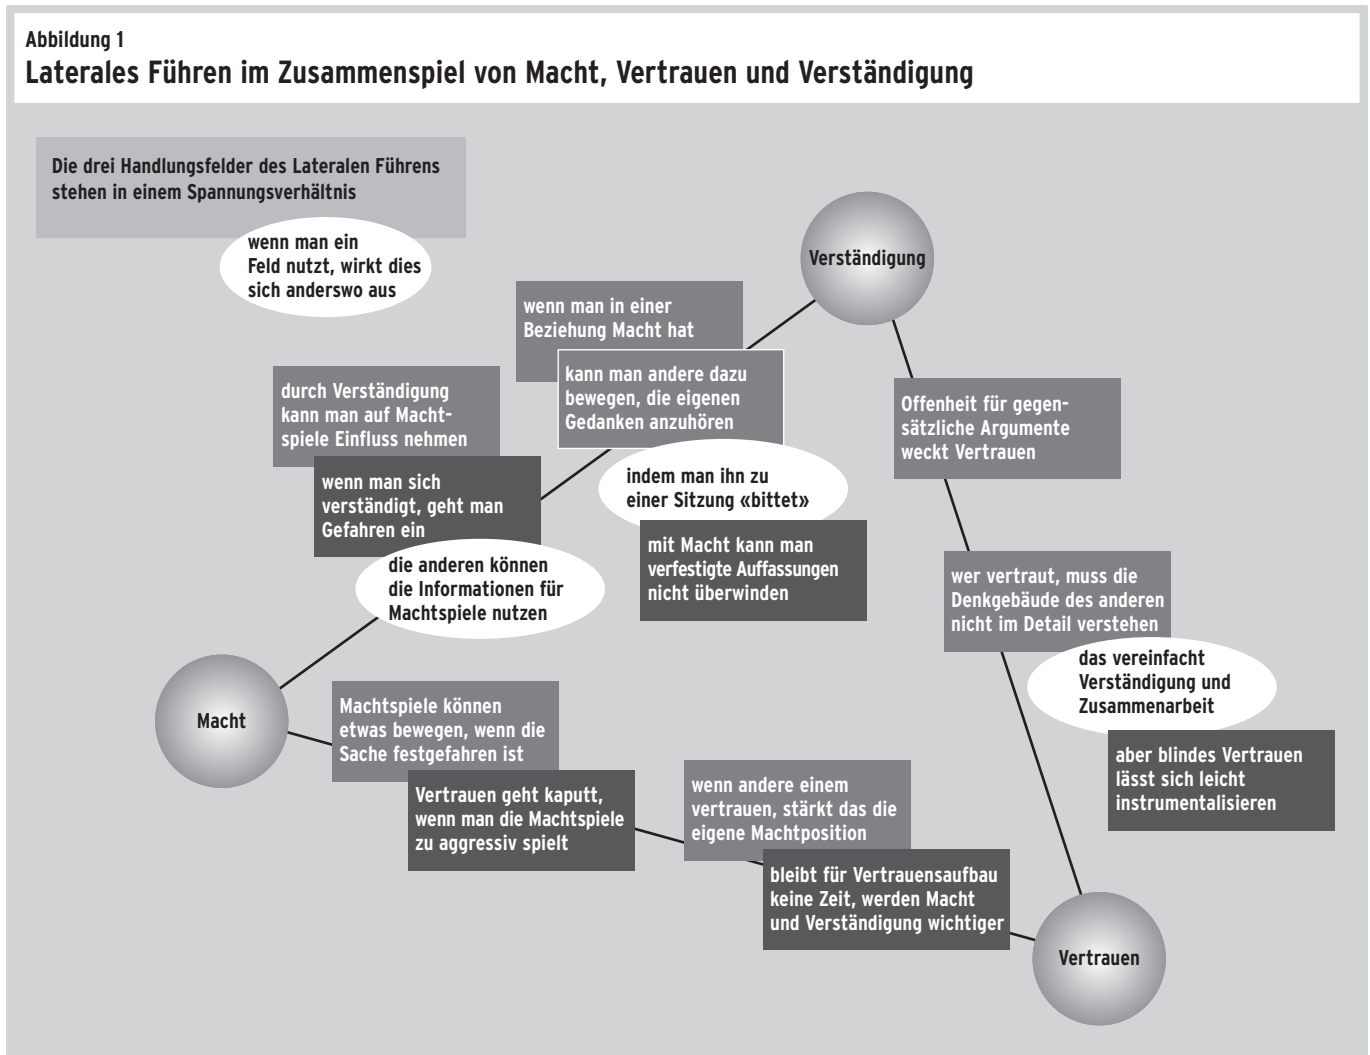 Abbildung 1
Laterales Führen im Zusammenspiel von Macht, Vertrauen und Verständigung
Die drei Handlungsfelder des Lateralen Führens
stehen in einem Spannungsverhältnis
wenn man ein
Feld nutzt, wirkt dies
sich anderswo aus
Verständigung
wenn man in einer
Beziehung Macht hat
kann man andere dazu
bewegen, die eigenen
Gedanken anzuhören
indem man ihn zu
einer Sitzung «bittet»
mit Macht kann man
verfestigte Auffassungen
nicht überwinden
durch Verständigung
kann man auf Macht-
spiele Einfluss nehmen
wenn man sich
verständigt, geht man
Gefahren ein
die anderen können
die Informationen für
Machtspiele nutzen
Offenheit für gegen-
sätzliche Argumente
weckt Vertrauen
wer vertraut, muss die
Denkgebäude des anderen
nicht im Detail verstehen
das vereinfacht
Verständigung und
Zusammenarbeit
aber blindes Vertrauen
lässt sich leicht
instrumentalisieren
Macht
Machtspiele können
etwas bewegen, wenn die
Sache festgefahren ist
Vertrauen geht kaputt,
wenn man die Machtspiele
zu aggressiv spielt
wenn andere einem
vertrauen, stärkt das die
eigene Machtposition
bleibt für Vertrauensaufbau
keine Zeit, werden Macht
und Verständigung wichtiger
Vertrauen